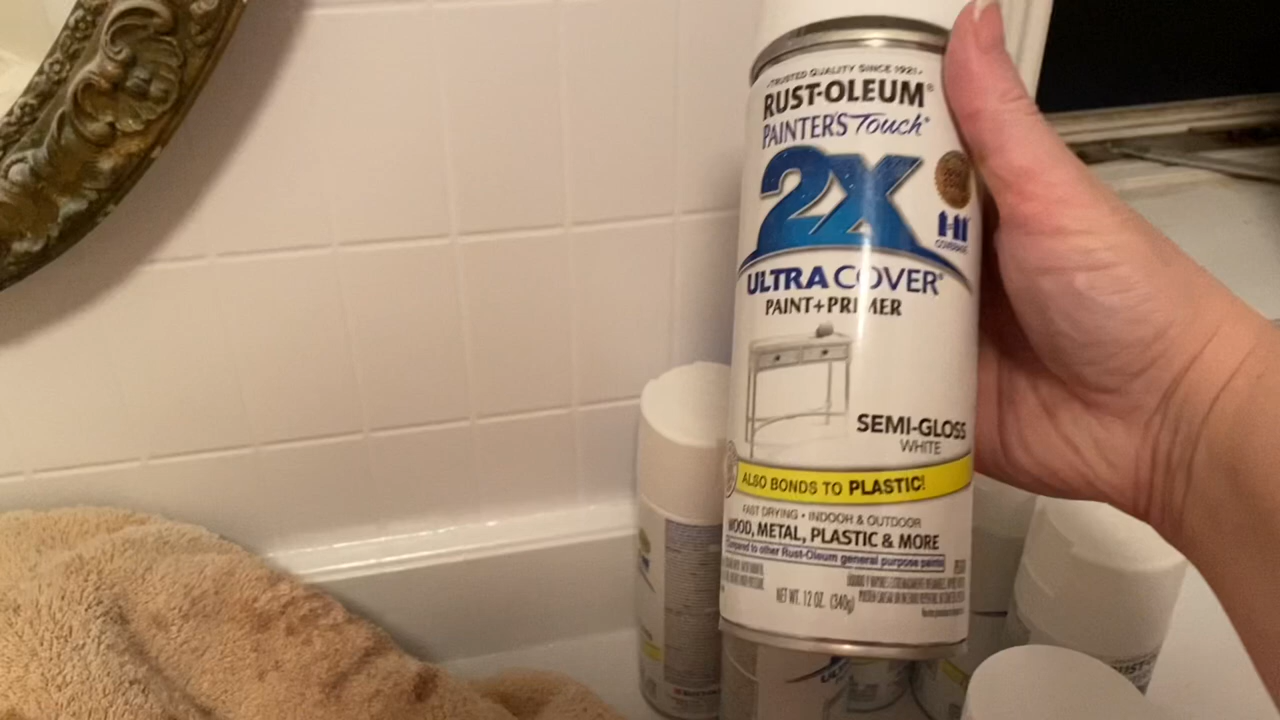 TRUSTED QUALITY SINCE 1921
RUST-OLEUM®
PAINTER'S Touch®
2X
ULTRA COVER®
PAINT+PRIMER
SEMI-GLOSS
WHITE
ALSO BONDS TO PLASTIC!
FAST DRYING • INDOOR & OUTDOOR
WOOD, METAL, PLASTIC & MORE
Compared to other Rust-Oleum general purpose paints
NET WT. 12 OZ. (340g)